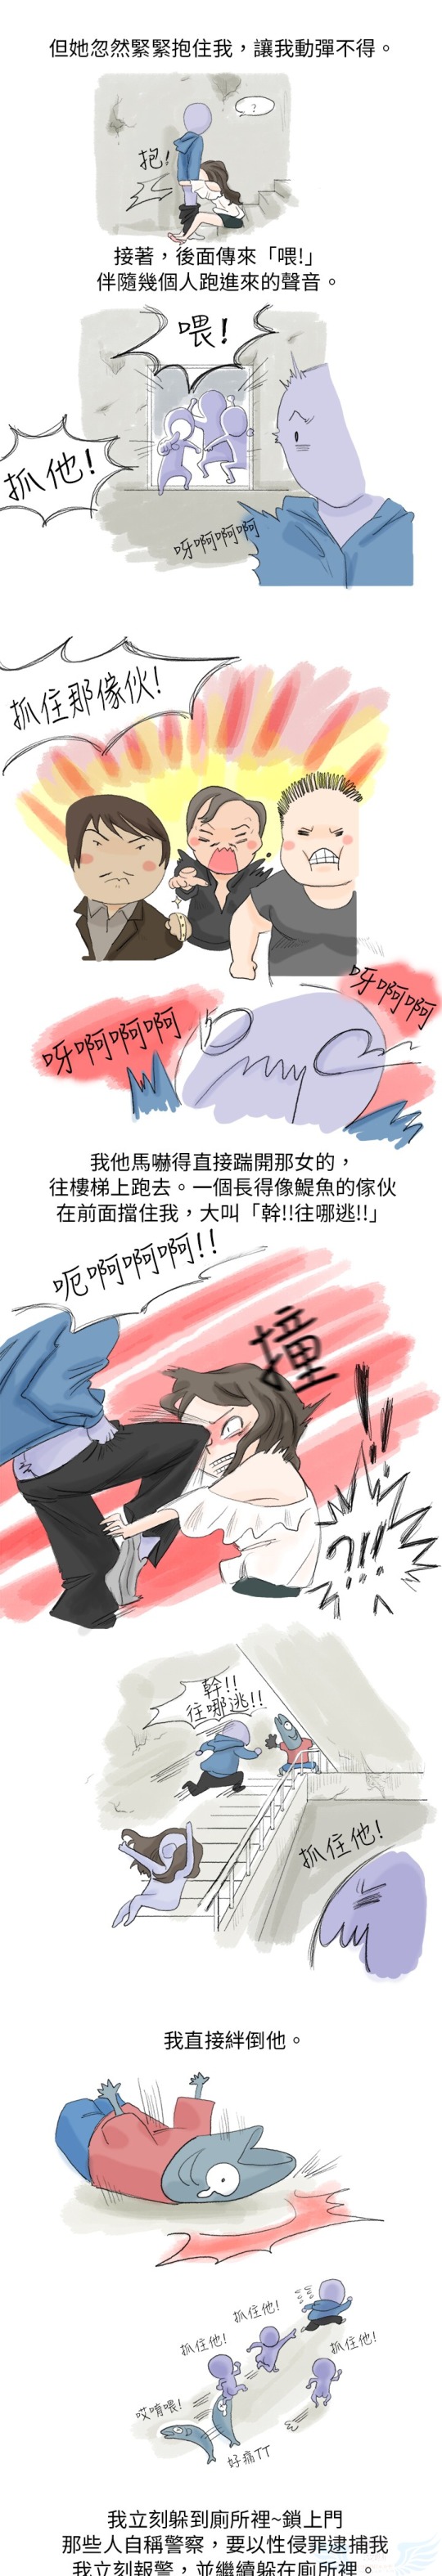 但她忽然緊緊抱住我，讓我動彈不得。
?
抱!
接著，後面傳來「喂!」
伴隨幾個人跑進來的聲音。
喂!
抓他!
呀啊啊啊
抓住那傢伙!
呀啊啊
呀啊啊啊啊
我他馬嚇得直接踹開那女的，
往樓梯上跑去。一個長得像鯷魚的傢伙
在前面擋住我，大叫「幹!!往哪逃!!」
呃啊啊啊!!
撞
!!
?!!!
幹!!
往哪逃!!
抓住他!
我直接絆倒他。
抓住他!
抓住他!
抓住他!
哎唷喂!
好痛TT
我立刻躲到廁所裡~鎖上門
那些人自稱警察，要以性侵罪逮捕我
我立刻報警，並繼續躲在廁所裡。